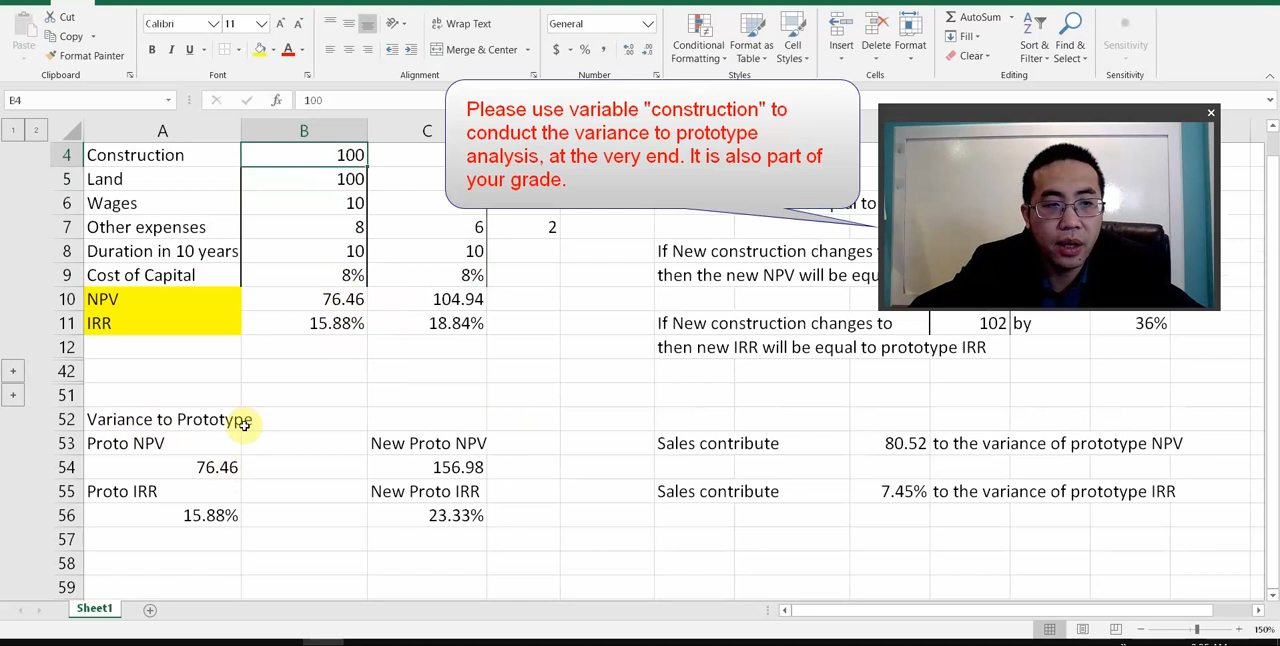 Cut
Copy
Paste
Format Painter
Clipboard
Calibri 11
B I U
Font
Wrap Text
Merge & Center
Alignment
General
$ % ,
Number
Conditional Formatting
Format as Table
Cell Styles
Styles
Insert Delete Format
Cells
AutoSum
Fill
Clear
Sort & Filter
Find & Select
Editing
Sensitivity
Sensitivity
B4 fx 100
Please use variable "construction" to
conduct the variance to prototype
analysis, at the very end. It is also part of
your grade.
1 2 A B C
4 Construction 100
5 Land 100
6 Wages 10 to
7 Other expenses 8 6 2
8 Duration in 10 years 10 10 If New construction changes
9 Cost of Capital 8% 8% then the new NPV will be equ
10 NPV 76.46 104.94
11 IRR 15.88% 18.84% If New construction changes to 102 by 36%
12 then new IRR will be equal to prototype IRR
42
51
52 Variance to Prototype
53 Proto NPV New Proto NPV Sales contribute 80.52 to the variance of prototype NPV
54 76.46 156.98
55 Proto IRR New Proto IRR Sales contribute 7.45% to the variance of prototype IRR
56 15.88% 23.33%
57
58
59
Sheet1
150%